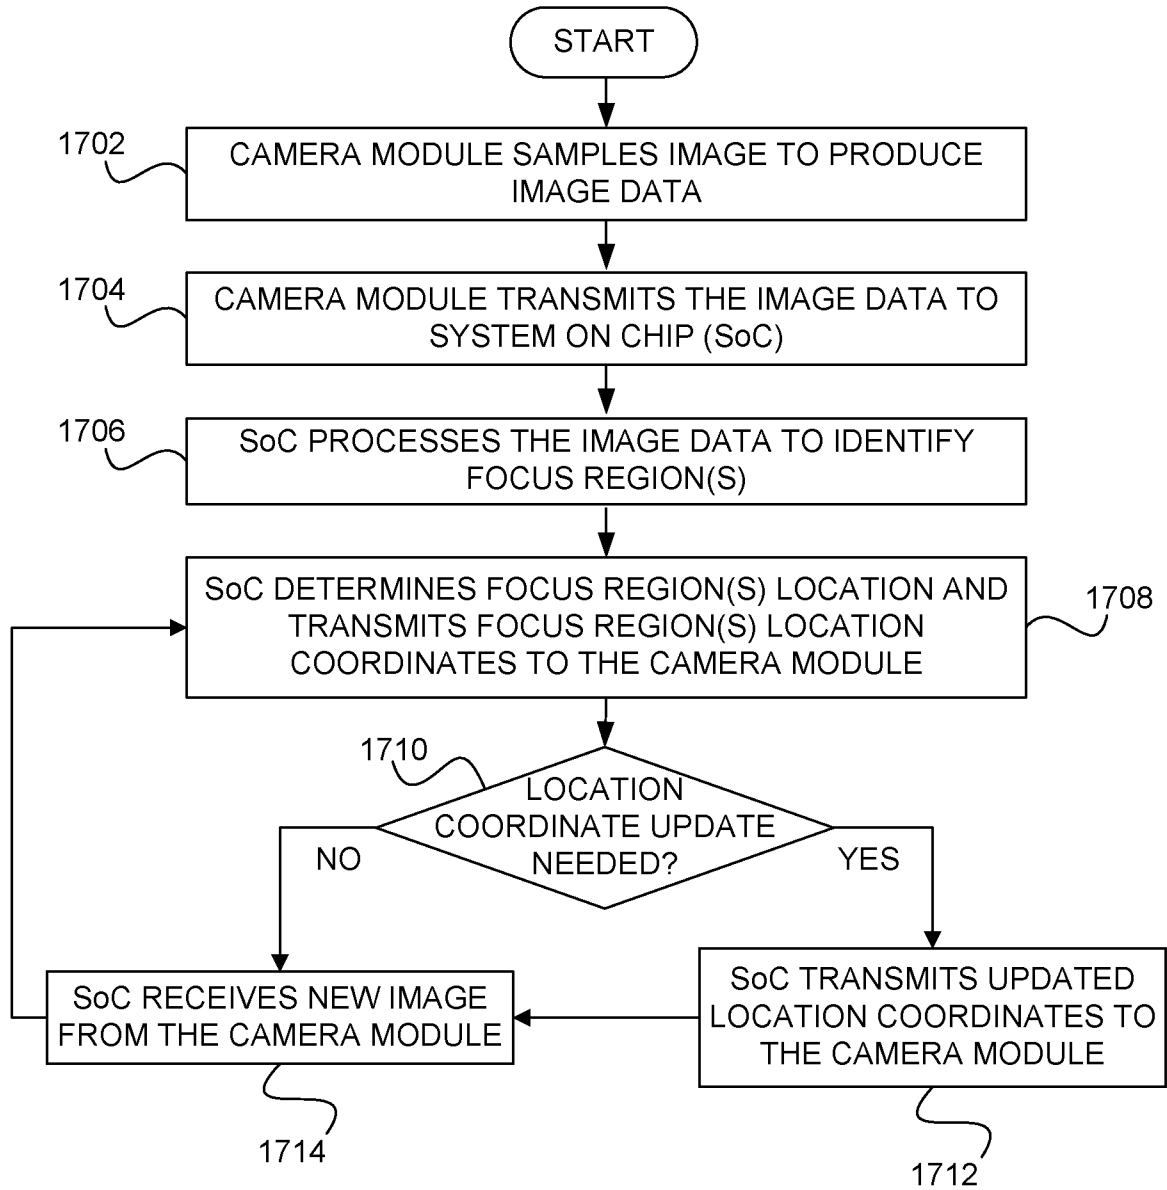 START
1702
CAMERA MODULE SAMPLES IMAGE TO PRODUCE
IMAGE DATA
1704
CAMERA MODULE TRANSMITS THE IMAGE DATA TO
SYSTEM ON CHIP (SoC)
1706
SoC PROCESSES THE IMAGE DATA TO IDENTIFY
FOCUS REGION(S)
SoC DETERMINES FOCUS REGION(S) LOCATION AND
TRANSMITS FOCUS REGION(S) LOCATION
COORDINATES TO THE CAMERA MODULE
1708
1710
LOCATION
COORDINATE UPDATE
NEEDED?
NO
YES
SoC RECEIVES NEW IMAGE
FROM THE CAMERA MODULE
SoC TRANSMITS UPDATED
LOCATION COORDINATES TO
THE CAMERA MODULE
1714
1712